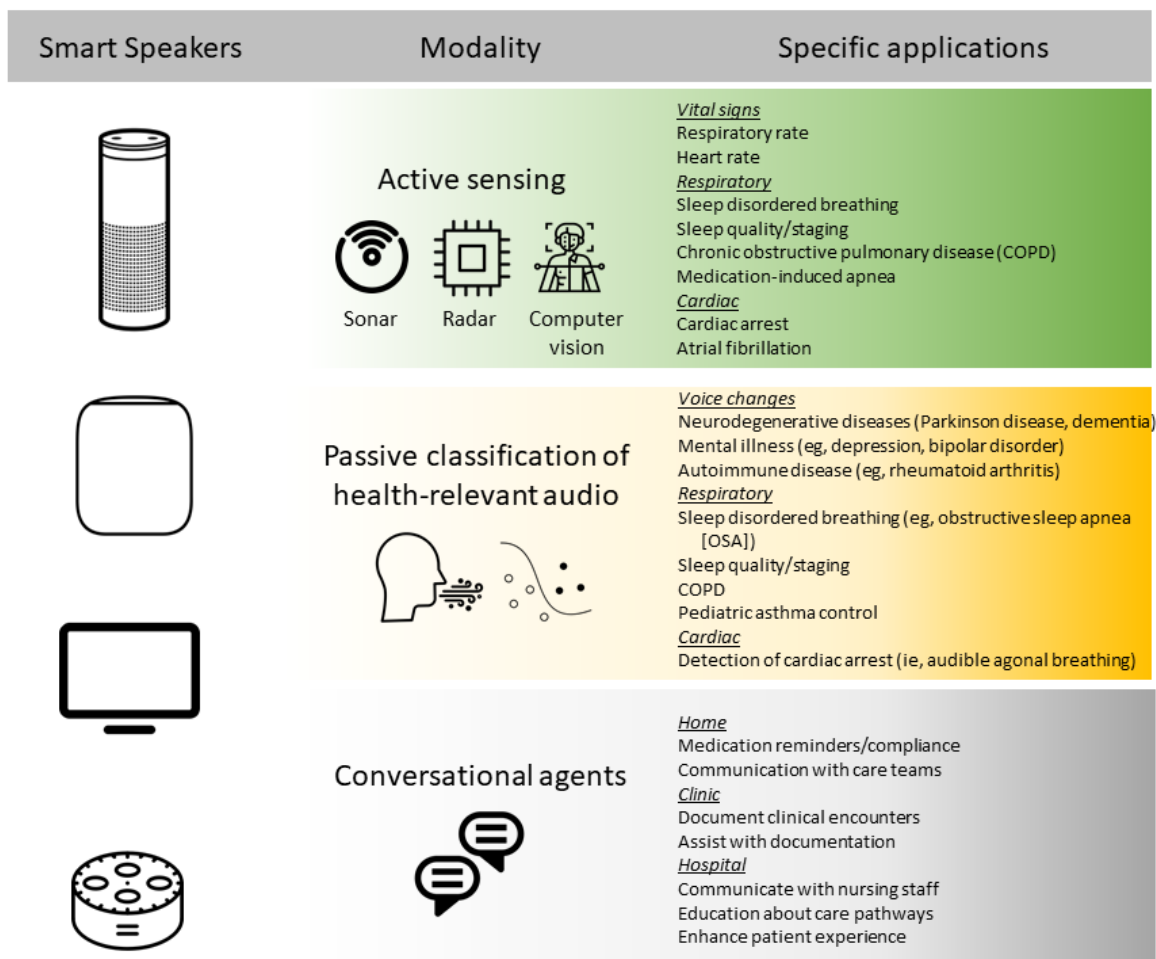 Smart Speakers
Modality
Specific applications
Active sensing
Sonar
Radar
Computer
vision
Vital signs
Respiratory rate
Heart rate
Respiratory
Sleep disordered breathing
Sleep quality/staging
Chronic obstructive pulmonary disease (COPD)
Medication-induced apnea
Cardiac
Cardiac arrest
Atrial fibrillation
Passive classification of
health-relevant audio
Voice changes
Neurodegenerative diseases (Parkinson disease, dementia)
Mental illness (eg, depression, bipolar disorder)
Autoimmune disease (eg, rheumatoid arthritis)
Respiratory
Sleep disordered breathing (eg, obstructive sleep apnea
[OSA])
Sleep quality/staging
COPD
Pediatric asthma control
Cardiac
Detection of cardiac arrest (ie, audible agonal breathing)
Conversational agents
Home
Medication reminders/compliance
Communication with care teams
Clinic
Document clinical encounters
Assist with documentation
Hospital
Communicate with nursing staff
Education about care pathways
Enhance patient experience